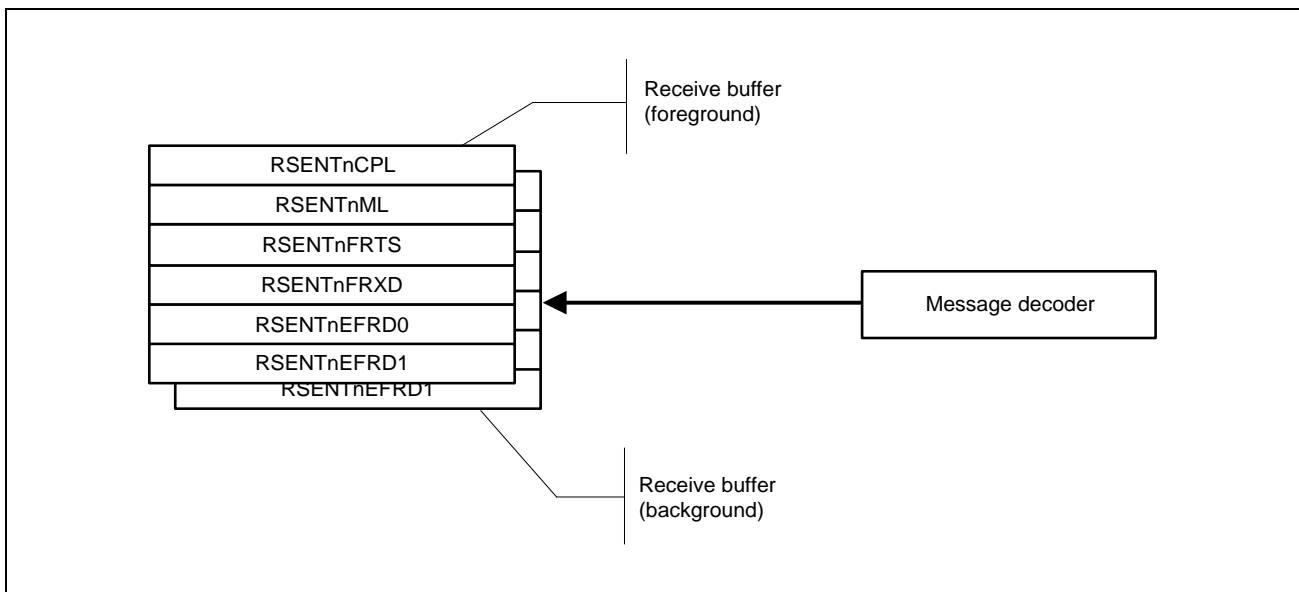 Receive buffer
(foreground)
RSENTnCPL
RSENTnML
RSENTnFRTS
RSENTnFRXD
RSENTnEFRD0
RSENTnEFRD1
RSENTnEFRD1
Message decoder
Receive buffer
(background)